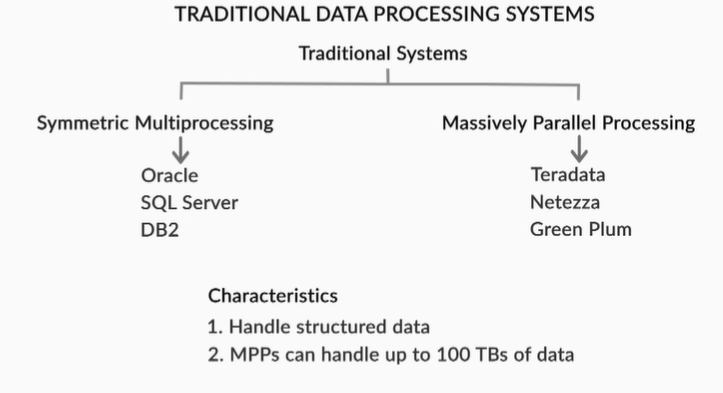 TRADITIONAL DATA PROCESSING SYSTEMS
Traditional Systems
Symmetric Multiprocessing
Oracle
SQL Server
DB2
Massively Parallel Processing
Teradata
Netezza
Green Plum
Characteristics
1. Handle structured data
2. MPPs can handle up to 100 TBs of data